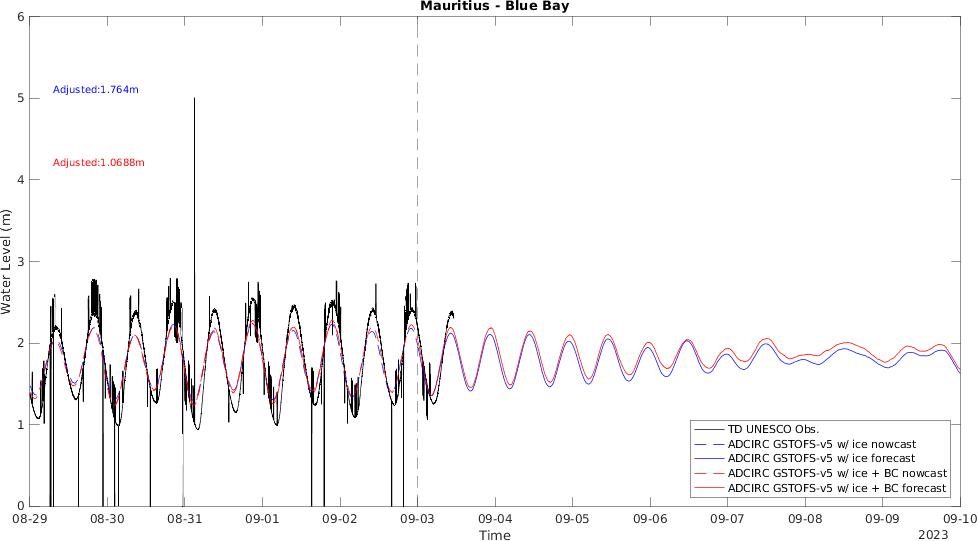 Mauritius - Blue Bay
6
5
4
3
2
1
0
Water Level (m)
Adjusted:1.764m
Adjusted:1.0688m
TD UNESCO Obs.
ADCIRC GSTOFS-v5 w/ ice nowcast
ADCIRC GSTOFS-v5 w/ ice forecast
ADCIRC GSTOFS-v5 w/ ice + BC nowcast
ADCIRC GSTOFS-v5 w/ ice + BC forecast
08-29 08-30 08-31 09-01 09-02 09-03 09-04 09-05 09-06 09-07 09-08 09-09 09-10
Time
2023